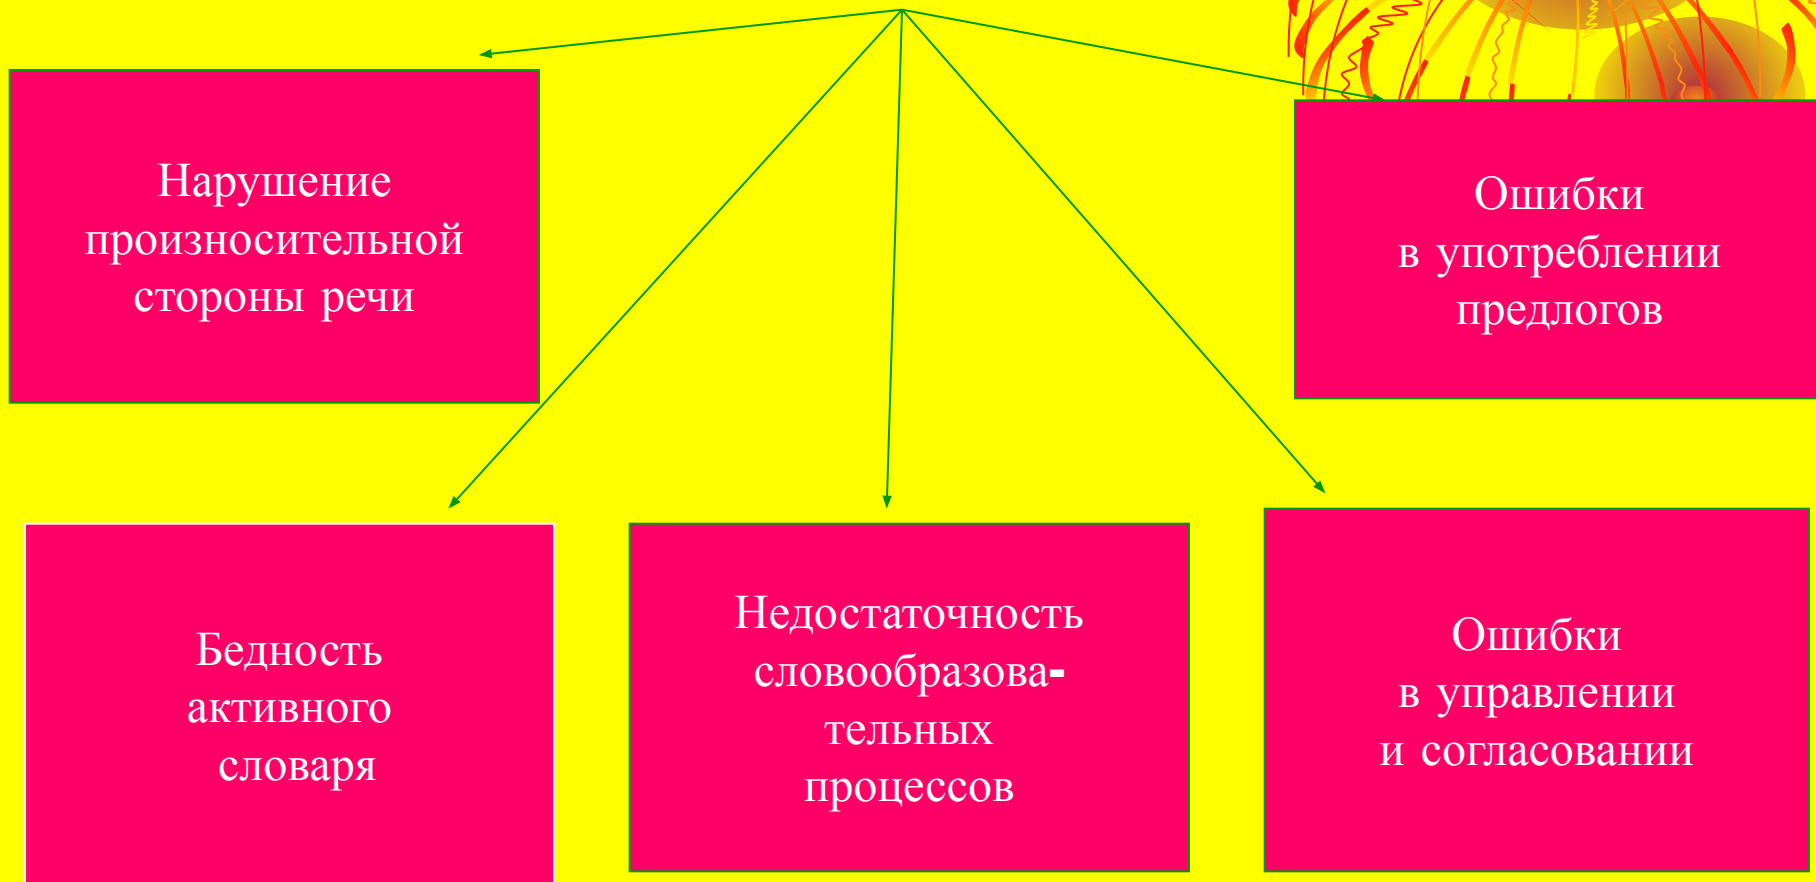 Нарушение
произносительной
стороны речи
Ошибки
в употреблении
предлогов
Бедность
активного
словаря
Недостаточность
словообразова-
тельных
процессов
Ошибки
в управлении
и согласовании